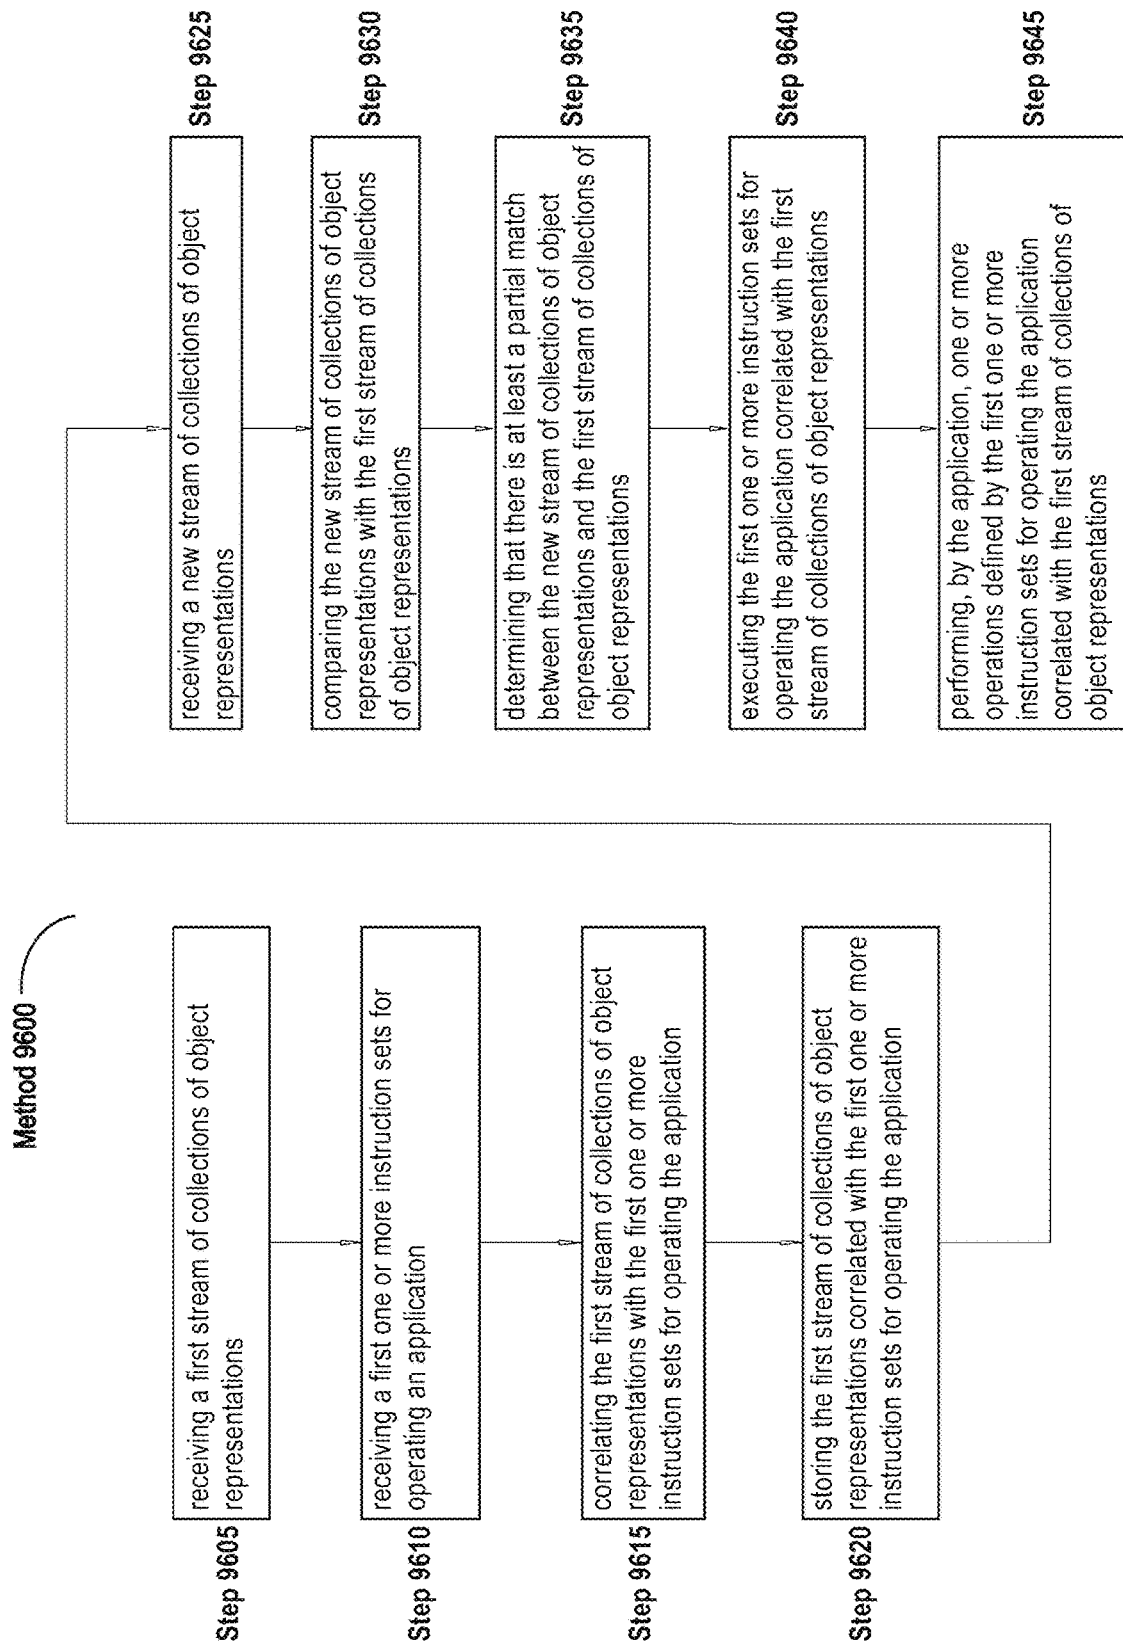 Method 9600
Step 9605
receiving a first stream of collections of object
representations
Step 9610
receiving a first one or more instruction sets for
operating an application
Step 9615
correlating the first stream of collections of object
representations with the first one or more
instruction sets for operating the application
Step 9620
storing the first stream of collections of object
representations correlated with the first one or more
instruction sets for operating the application
receiving a new stream of collections of object
representations
Step 9625
comparing the new stream of collections of object
representations with the first stream of collections
of object representations
Step 9630
determining that there is at least a partial match
between the new stream of collections of object
representations and the first stream of collections of
object representations
Step 9635
executing the first one or more instruction sets for
operating the application correlated with the first
stream of collections of object representations
Step 9640
performing, by the application, one or more
operations defined by the first one or more
instruction sets for operating the application
correlated with the first stream of collections of
object representations
Step 9645